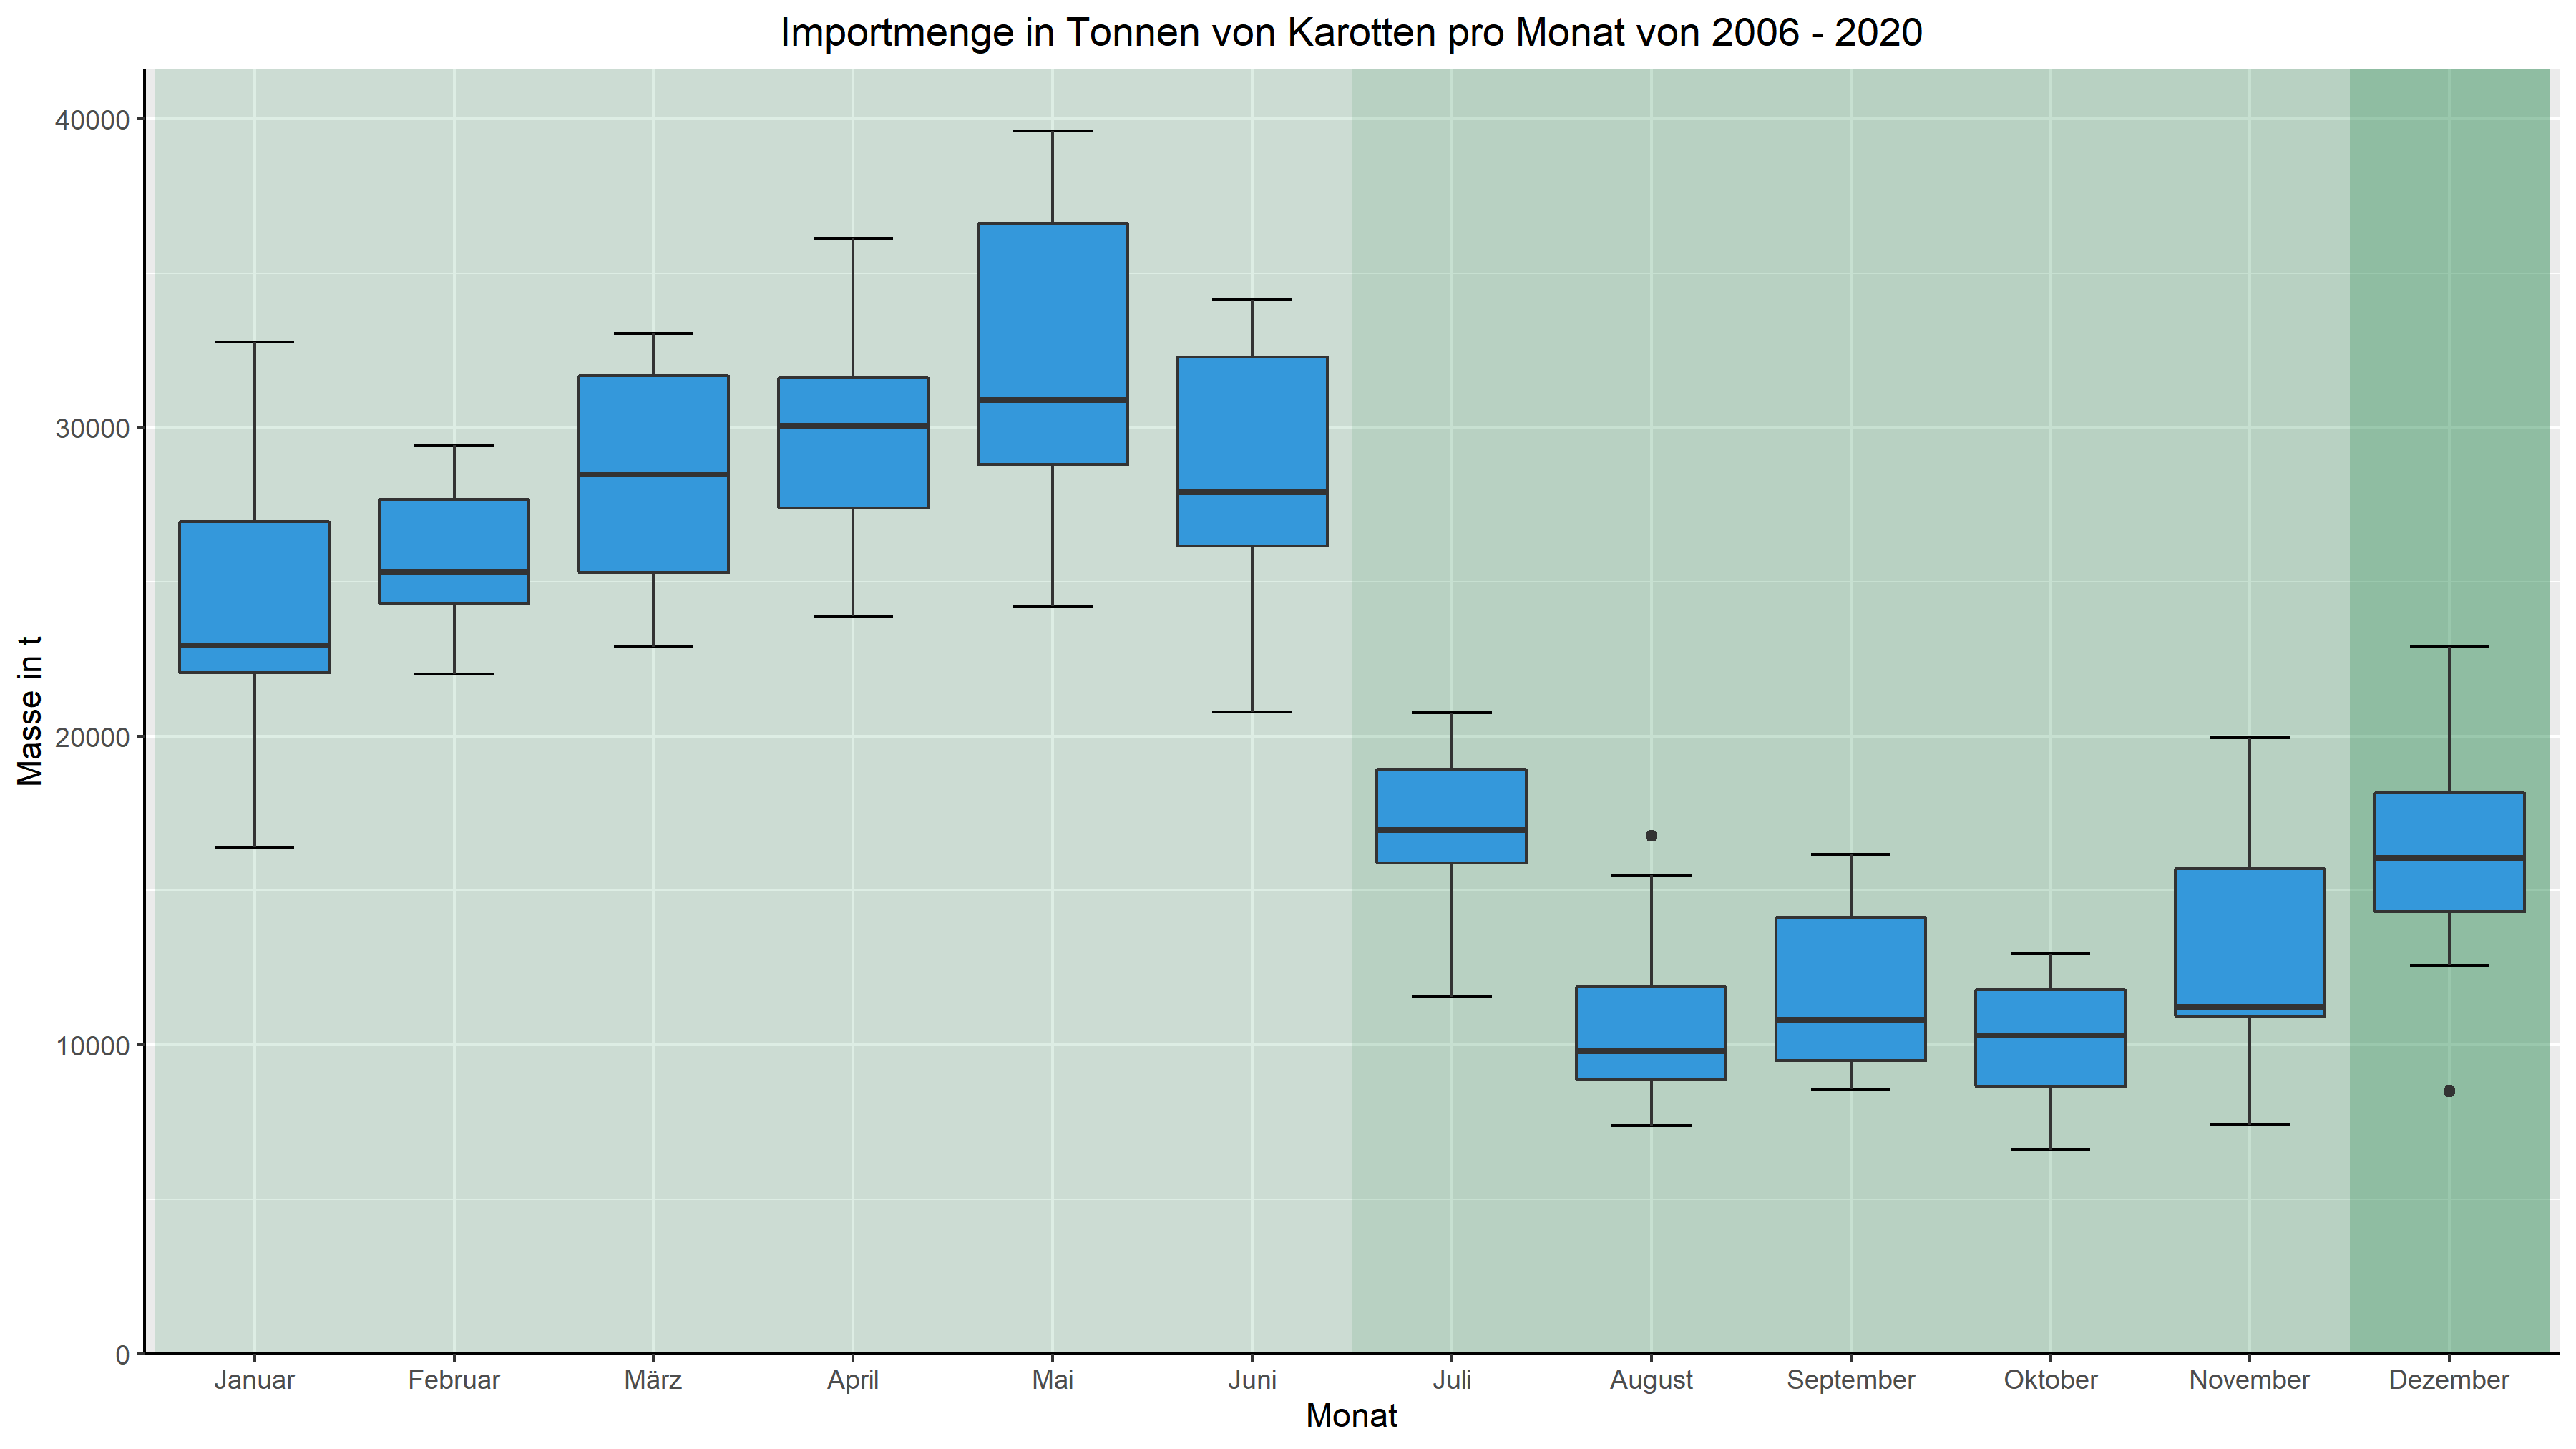 Importmenge in Tonnen von Karotten pro Monat von 2006 - 2020
Masse in t
40000
30000
20000
10000
0
Januar Februar März April Mai Juni Juli August September Oktober November Dezember
Monat